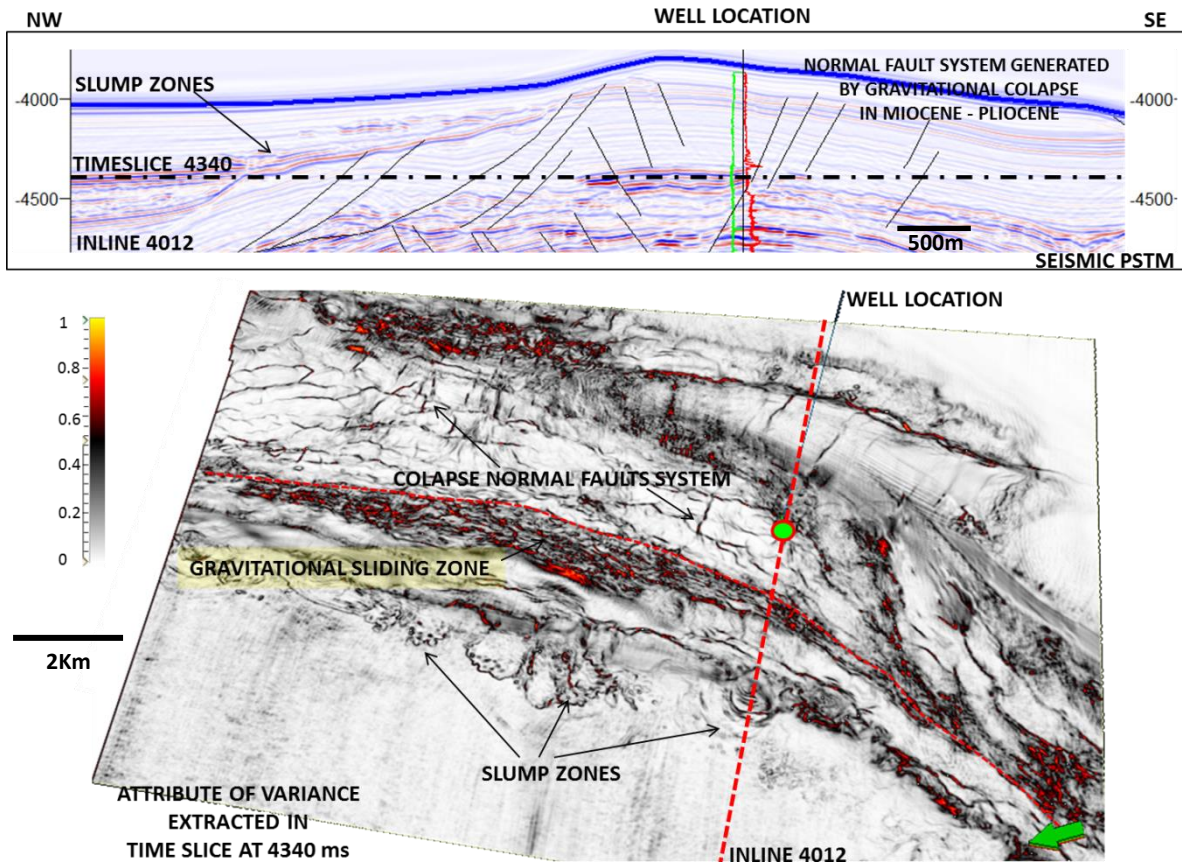 NW
WELL LOCATION
SE
SLUMP ZONES
NORMAL FAULT SYSTEM GENERATED
BY GRAVITATIONAL COLAPSE
IN MIOCENE - PLIOCENE
-4000
-4000
TIMESLICE 4340
-4500
-4500
500m
INLINE 4012
SEISMIC PSTM
WELL LOCATION
1
0.8
0.6
0.4
0.2
0
COLAPSE NORMAL FAULTS SYSTEM
GRAVITATIONAL SLIDING ZONE
2Km
SLUMP ZONES
ATTRIBUTE OF VARIANCE
EXTRACTED IN
TIME SLICE AT 4340 ms
INLINE 4012